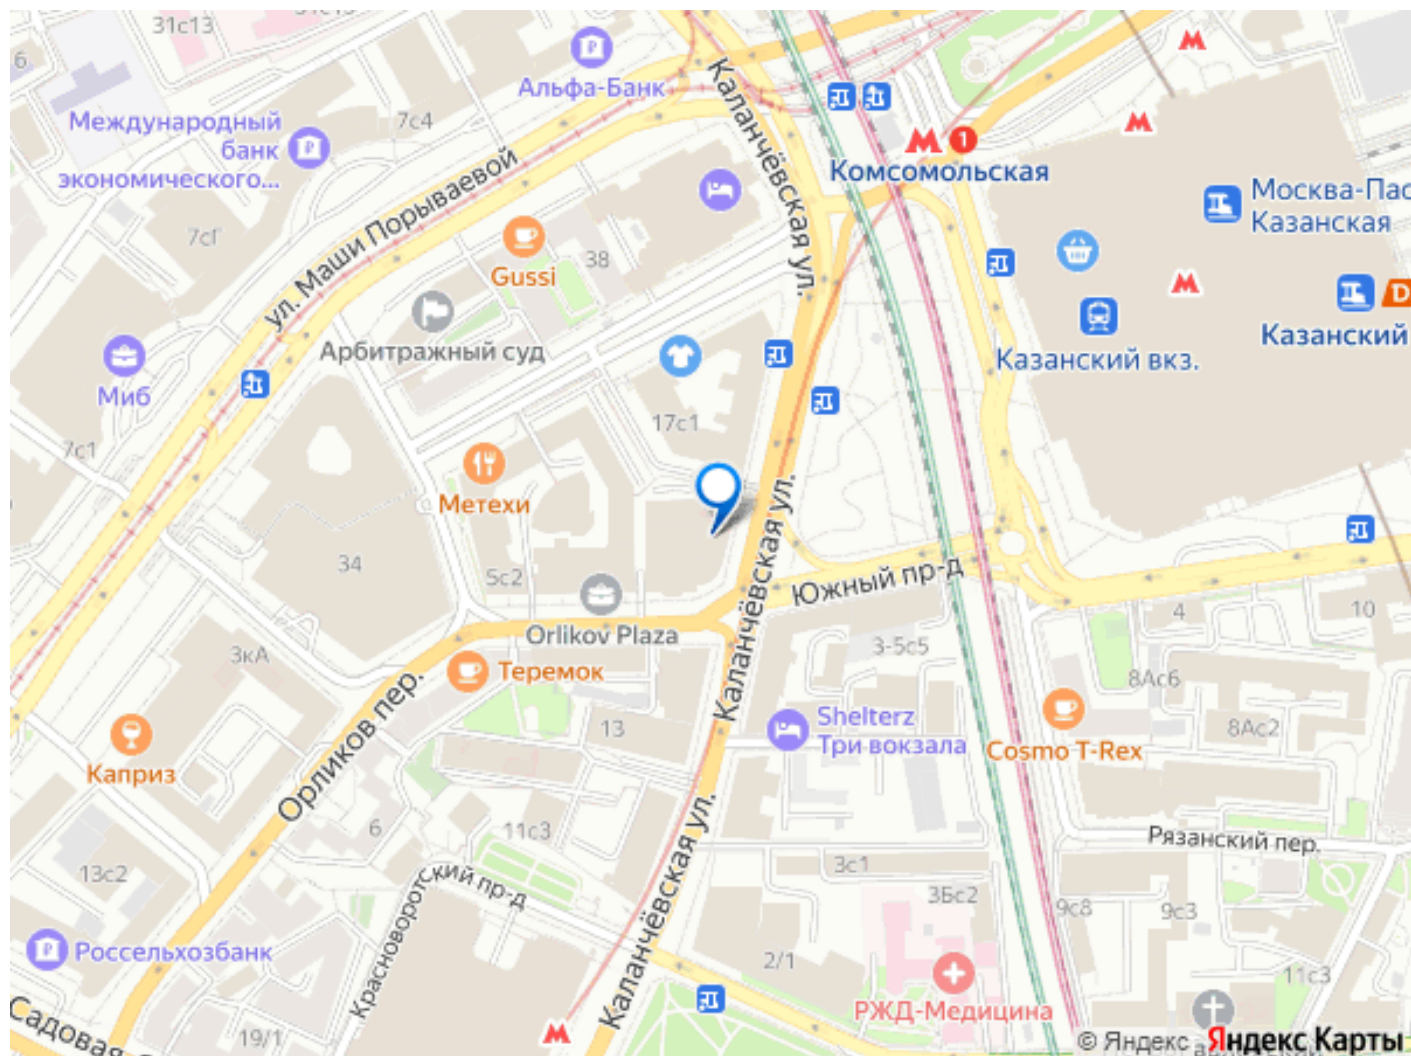 31с13
31с13
6
Альфа-Банк
Каланчёвская ул.
Международный
банк
экономического...
7с4
1
Комсомольская
Москва-Пас
Казанская
7сГ
ул. Маши Порываевой
38
Gussi
D
Арбитражный суд
Казанский вкз.
Казанский
Миб
17с1
7с1
Метехи
Каланчёвская ул.
34
5с2
Южный пр-д
4
10
Orlikov Plaza
3кА
3-5с5
Теремок
8Ас6
Орликов пер.
13
Shelterz
Три вокзала
8Ас2
Cosmo T-Rex
Каприз
6
11с3
Каланчёвская ул.
Рязанский пер.
13с2
3с1
Красноворотский пр-д
3Бс2
9с8
9с3
Россельхозбанк
2/1
11с3
РЖД-Медицина
Садовая
19/1
© Яндекс Яндекс Карты